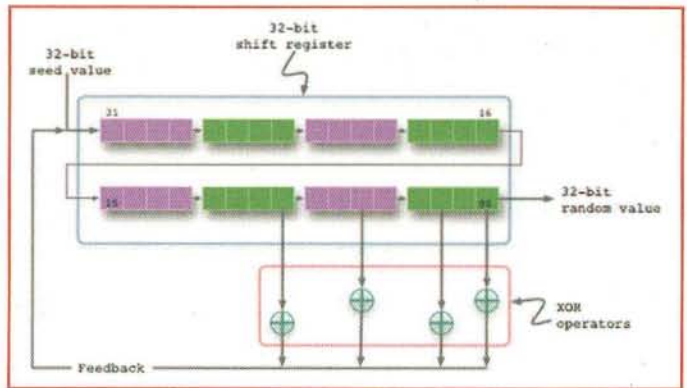 32-bit
shift register
32-bit
seed value
31
16
15
00
32-bit
random value
XOR
operators
Feedback